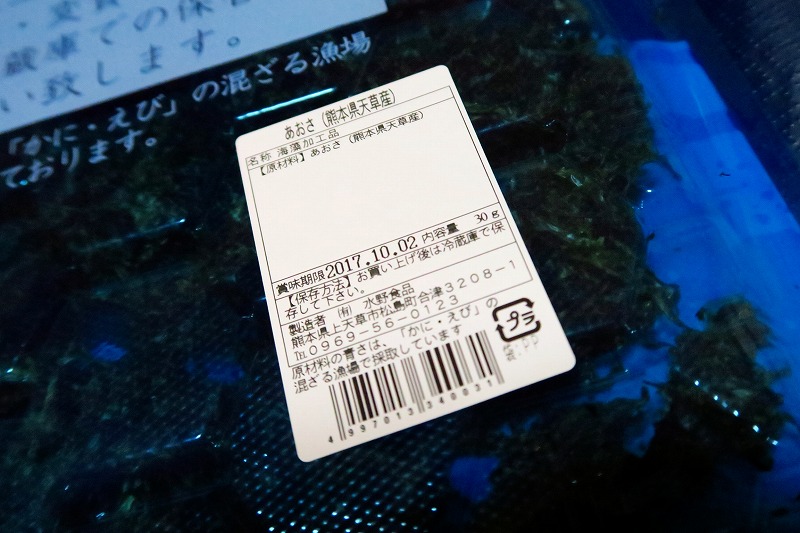 蔵庫での保
い致します。
「かに・えび」の混ざる漁場
ております。
あおさ（熊本県天草産）
名称 海藻加工品
【原材料】あおさ（熊本県天草産）
賞味期限2017.10.02 内容量 30g
【保存方法】お買い上げ後は冷蔵庫で保
存して下さい。
製造者 ㈲ 水野食品
熊本県上天草市松島町合津3208-1
℡0969-56-0123
原材料の青さは、「かに・えび」の
混ざる漁場で採取しています
プラ
袋:PP
4997013340031